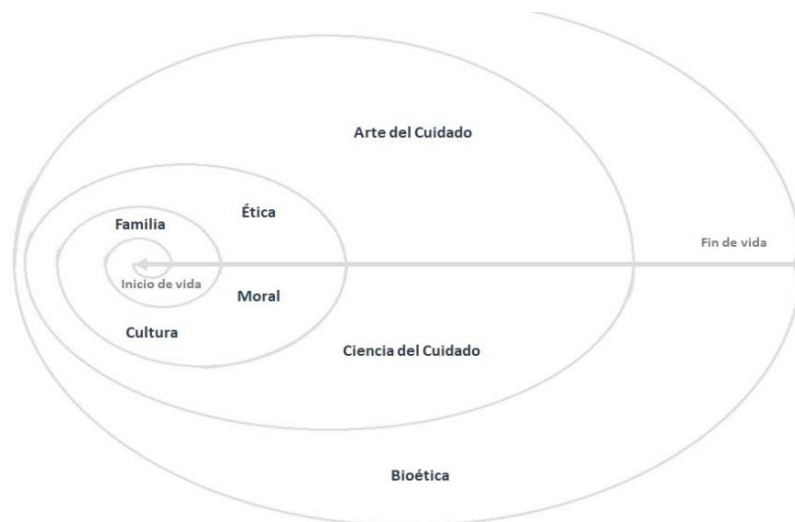 Arte del Cuidado
Ética
Familia
Fin de vida
Inicio de vida
Moral
Cultura
Ciencia del Cuidado
Bioética